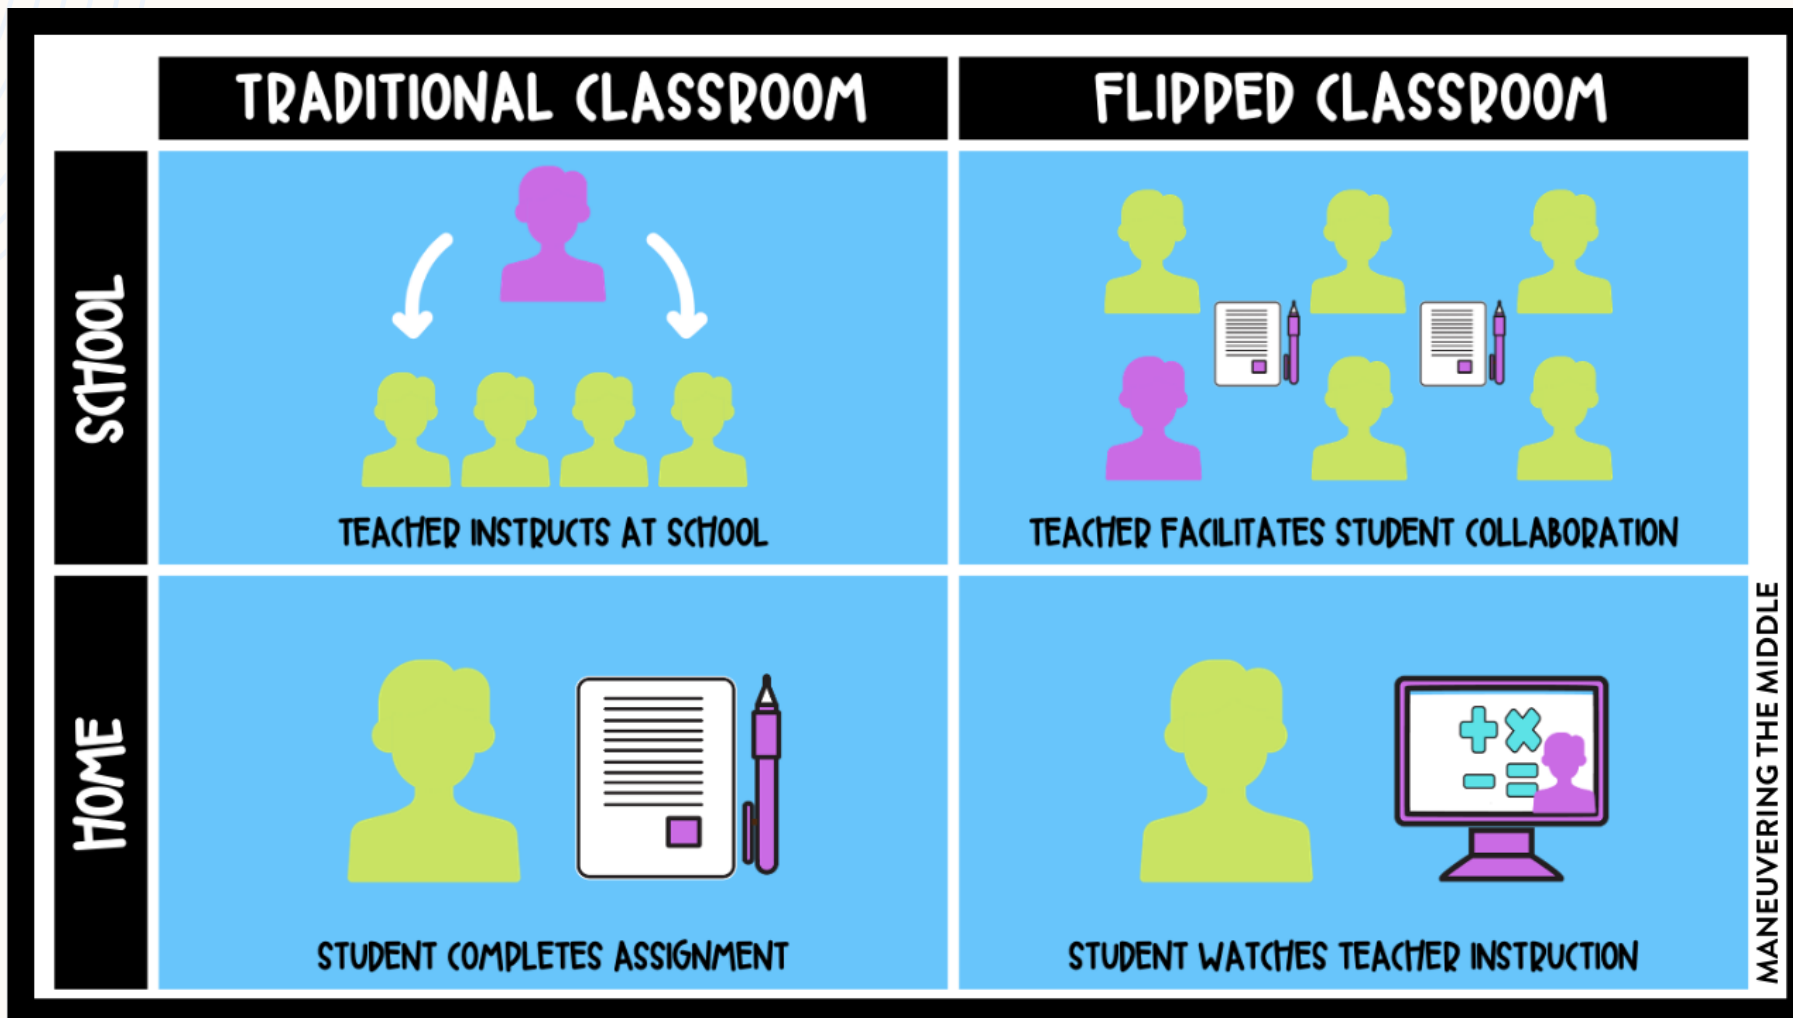 TRADITIONAL CLASSROOM
FLIPPED CLASSROOM
SCHOOL
TEACHER INSTRUCTS AT SCHOOL
TEACHER FACILITATES STUDENT COLLABORATION
HOME
STUDENT COMPLETES ASSIGNMENT
STUDENT WATCHES TEACHER INSTRUCTION
MANEUVERING THE MIDDLE